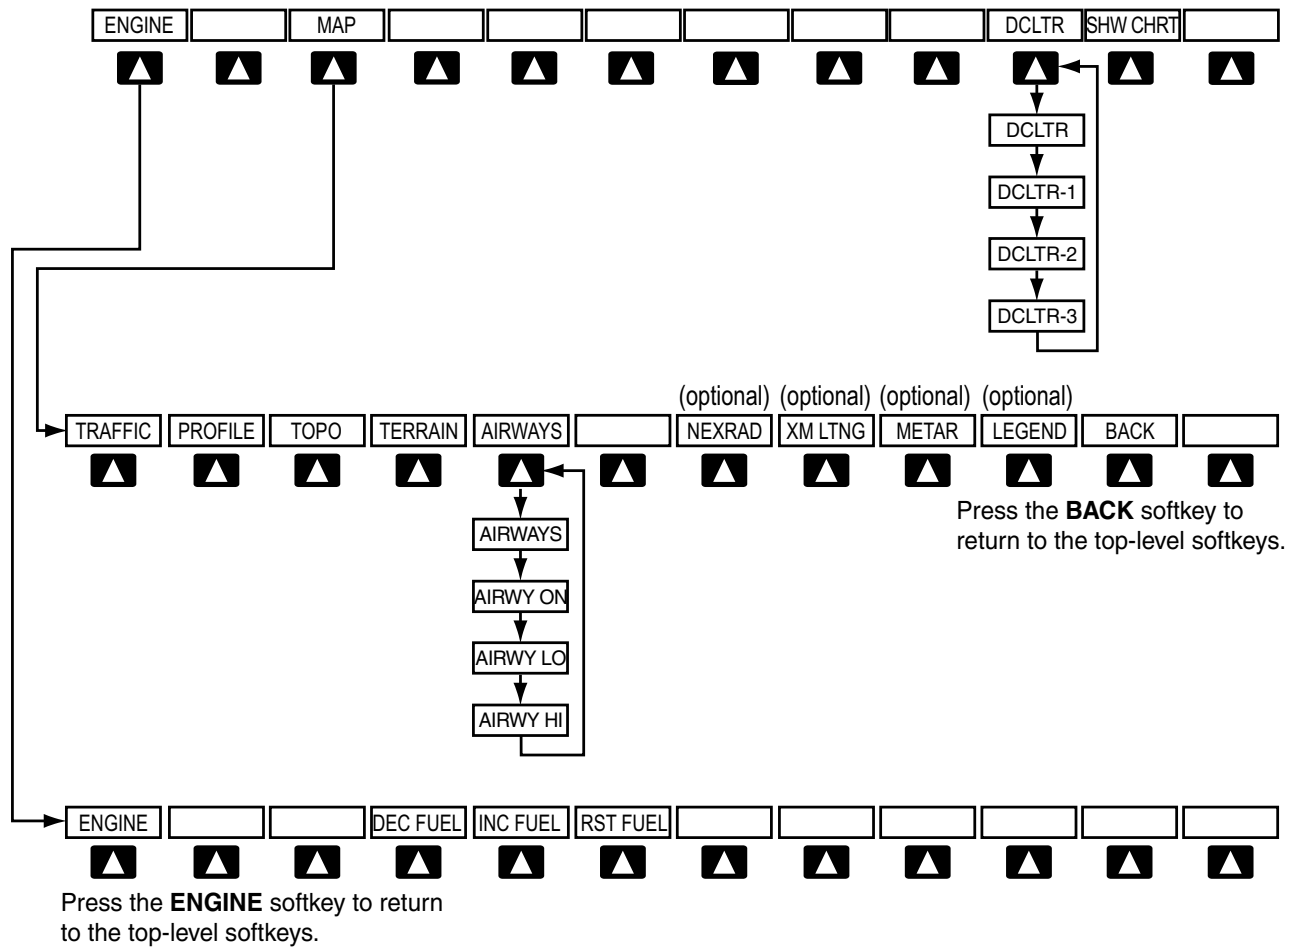 ENGINE MAP DCLTR SHW CHRT
DCLTR
DCLTR-1
DCLTR-2
DCLTR-3
(optional) (optional) (optional) (optional)
TRAFFIC PROFILE TOPO TERRAIN AIRWAYS NEXRAD XM LTNG METAR LEGEND BACK
Press the BACK softkey to
return to the top-level softkeys.
AIRWAYS
AIRWY ON
AIRWY LO
AIRWY HI
ENGINE DEC FUEL INC FUEL RST FUEL
Press the ENGINE softkey to return
to the top-level softkeys.